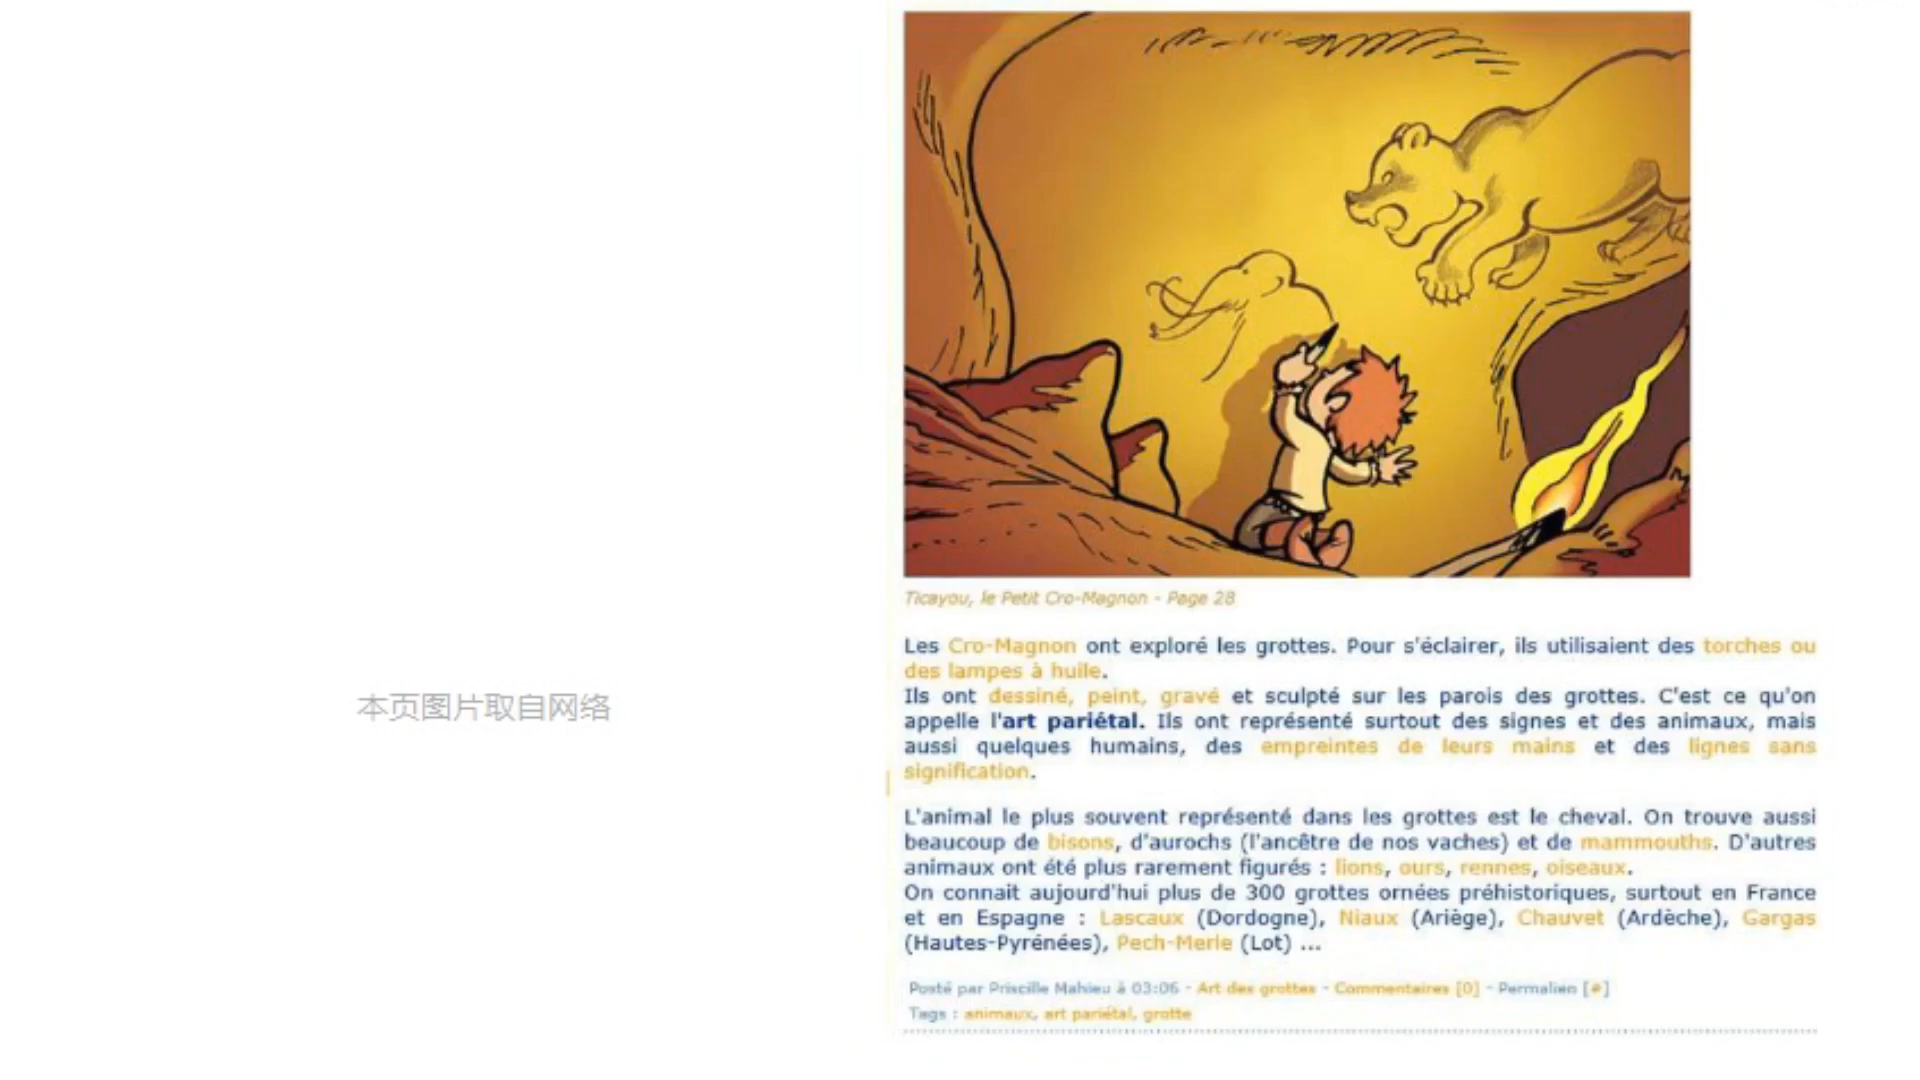 本页图片取自网络
Ticayou, le Petit Cro-Magnon - Page 28
Les Cro-Magnon ont exploré les grottes. Pour s'éclairer, ils utilisaient des torches ou
des lampes à huile.
Ils ont dessiné, peint, gravé et sculpté sur les parois des grottes. C'est ce qu'on
appelle l'art pariétal. Ils ont représenté surtout des signes et des animaux, mais
aussi quelques humains, des empreintes de leurs mains et des lignes sans
signification.
L'animal le plus souvent représenté dans les grottes est le cheval. On trouve aussi
beaucoup de bisons, d'aurochs (l'ancêtre de nos vaches) et de mammouths. D'autres
animaux ont été plus rarement figurés : lions, ours, rennes, oiseaux.
On connait aujourd'hui plus de 300 grottes ornées préhistoriques, surtout en France
et en Espagne : Lascaux (Dordogne), Niaux (Ariège), Chauvet (Ardèche), Gargas
(Hautes-Pyrénées), Pech-Merle (Lot) ...
Posté par Priscille Mahieu à 03:06 - Art des grottes - Commentaires [0] - Permalien [#]
Tags : animaux, art pariétal, grotte